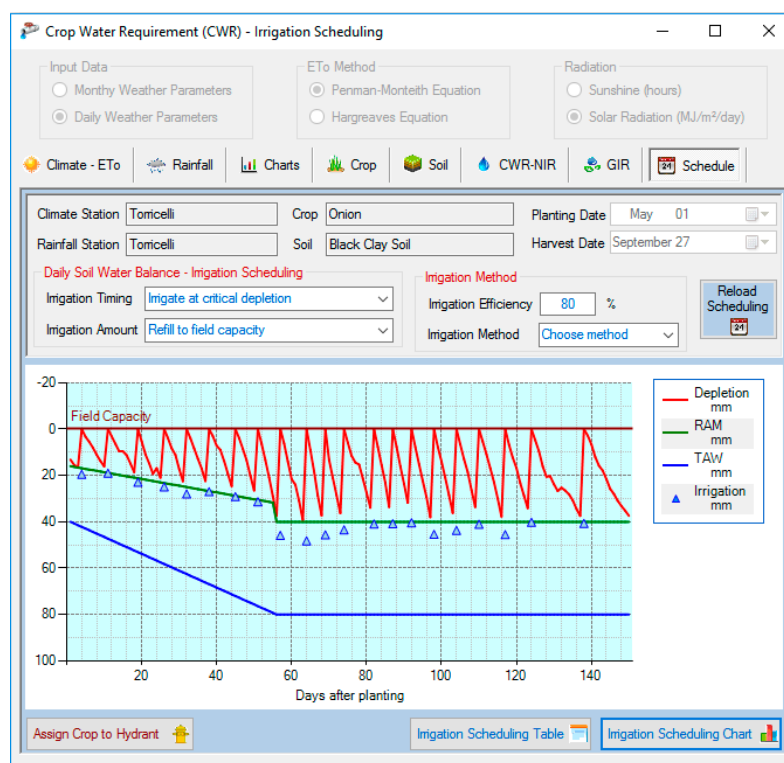 Crop Water Requirement (CWR) - Irrigation Scheduling
Input Data
Monthy Weather Parameters
Daily Weather Parameters
ETo Method
Penman-Monteith Equation
Hargreaves Equation
Radiation
Sunshine (hours)
Solar Radiation (MJ/m²/day)
Climate - ETo Rainfall Charts Crop Soil CWR-NIR GIR 24 Schedule
Climate Station Torricelli Crop Onion Planting Date May 01
Rainfall Station Torricelli Soil Black Clay Soil Harvest Date September 27
Daily Soil Water Balance - Irrigation Scheduling
Irrigation Timing Irrigate at critical depletion
Irrigation Amount Refill to field capacity
Irrigation Method
Irrigation Efficiency 80 %
Irrigation Method Choose method
Reload
Scheduling
24
-20
0
20
40
60
80
100
Field Capacity
20 40 60 80 100 120 140
Days after planting
Depletion
mm
RAM
mm
TAW
mm
Irrigation
mm
Assign Crop to Hydrant Irrigation Scheduling Table Irrigation Scheduling Chart